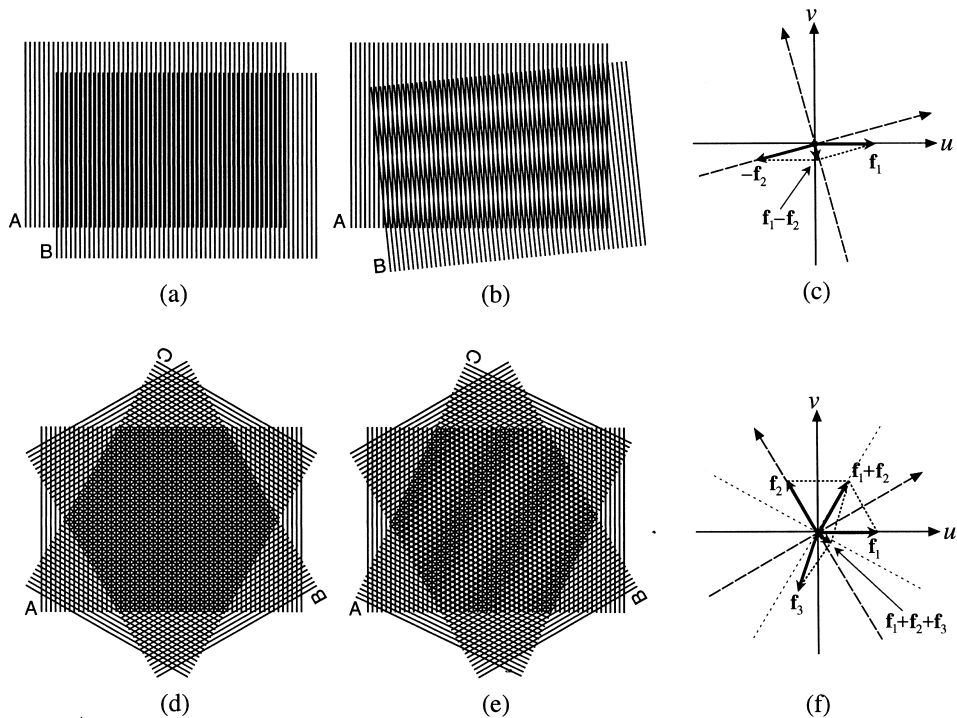 A
B
(a)
A
B
(b)
v
u
f₁
−f₂
f₁−f₂
(c)
C
A
B
(d)
C
A
B
(e)
v
f₁+f₂
f₂
u
f₁
f₃
f₁+f₂+f₃
(f)